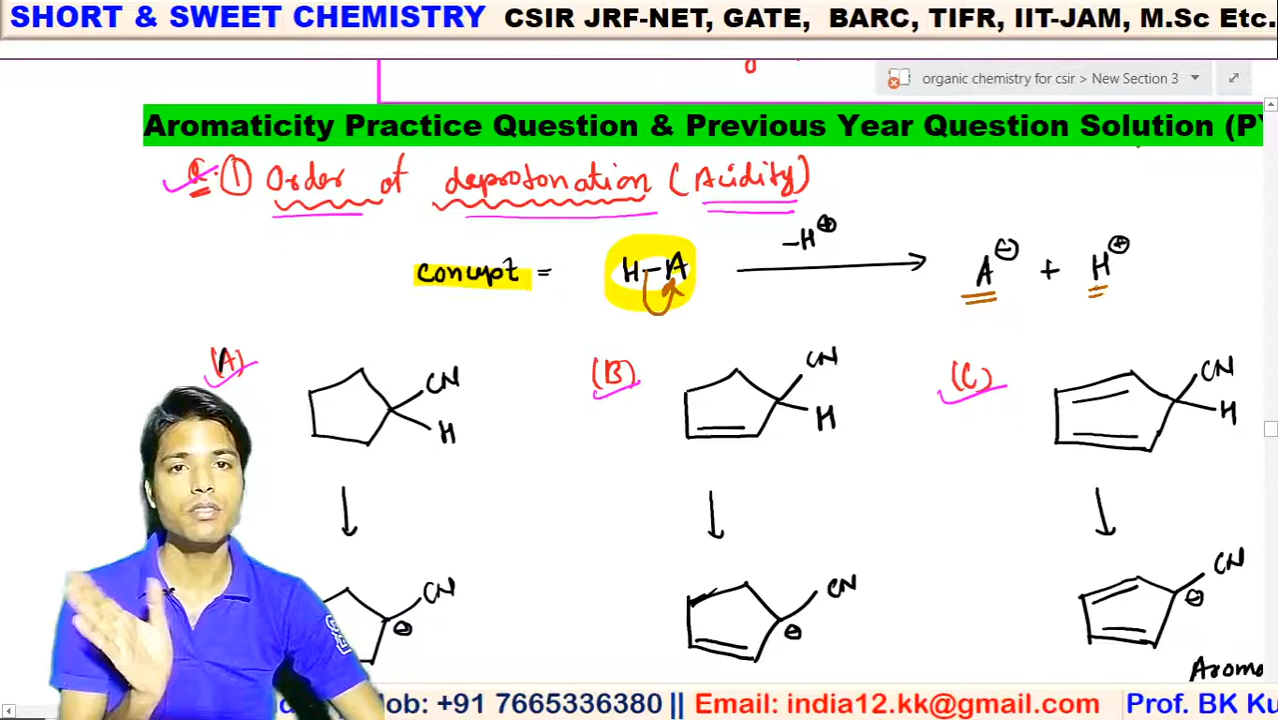 SHORT & SWEET CHEMISTRY CSIR JRF-NET, GATE, BARC, TIFR, IIT-JAM, M.Sc Etc.
organic chemistry for csir > New Section 3
Aromaticity Practice Question & Previous Year Question Solution (PY
Q.① Order of deprotonation (Acidity)
concept = H-A -H⊕ A⊖ + H⊕
(A) CN H
(B) CN H
(C) CN H
CN ⊖
CN ⊖
CN ⊖
Aroma
Mob: +91 7665336380 || Email: india12.kk@gmail.com || Prof. BK Ku